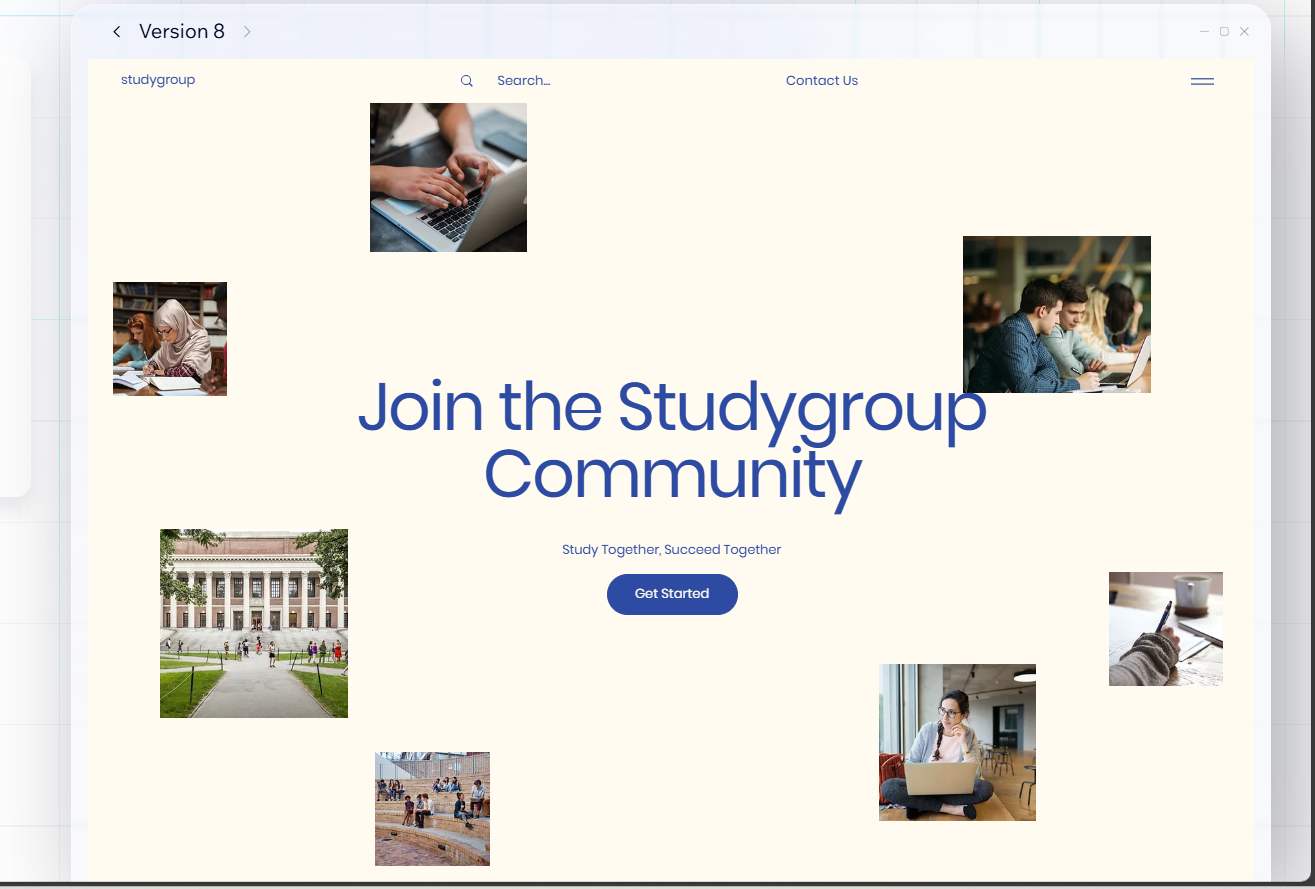 Version 8
studygroup
Search...
Contact Us
Join the Studygroup
Community
Study Together, Succeed Together
Get Started